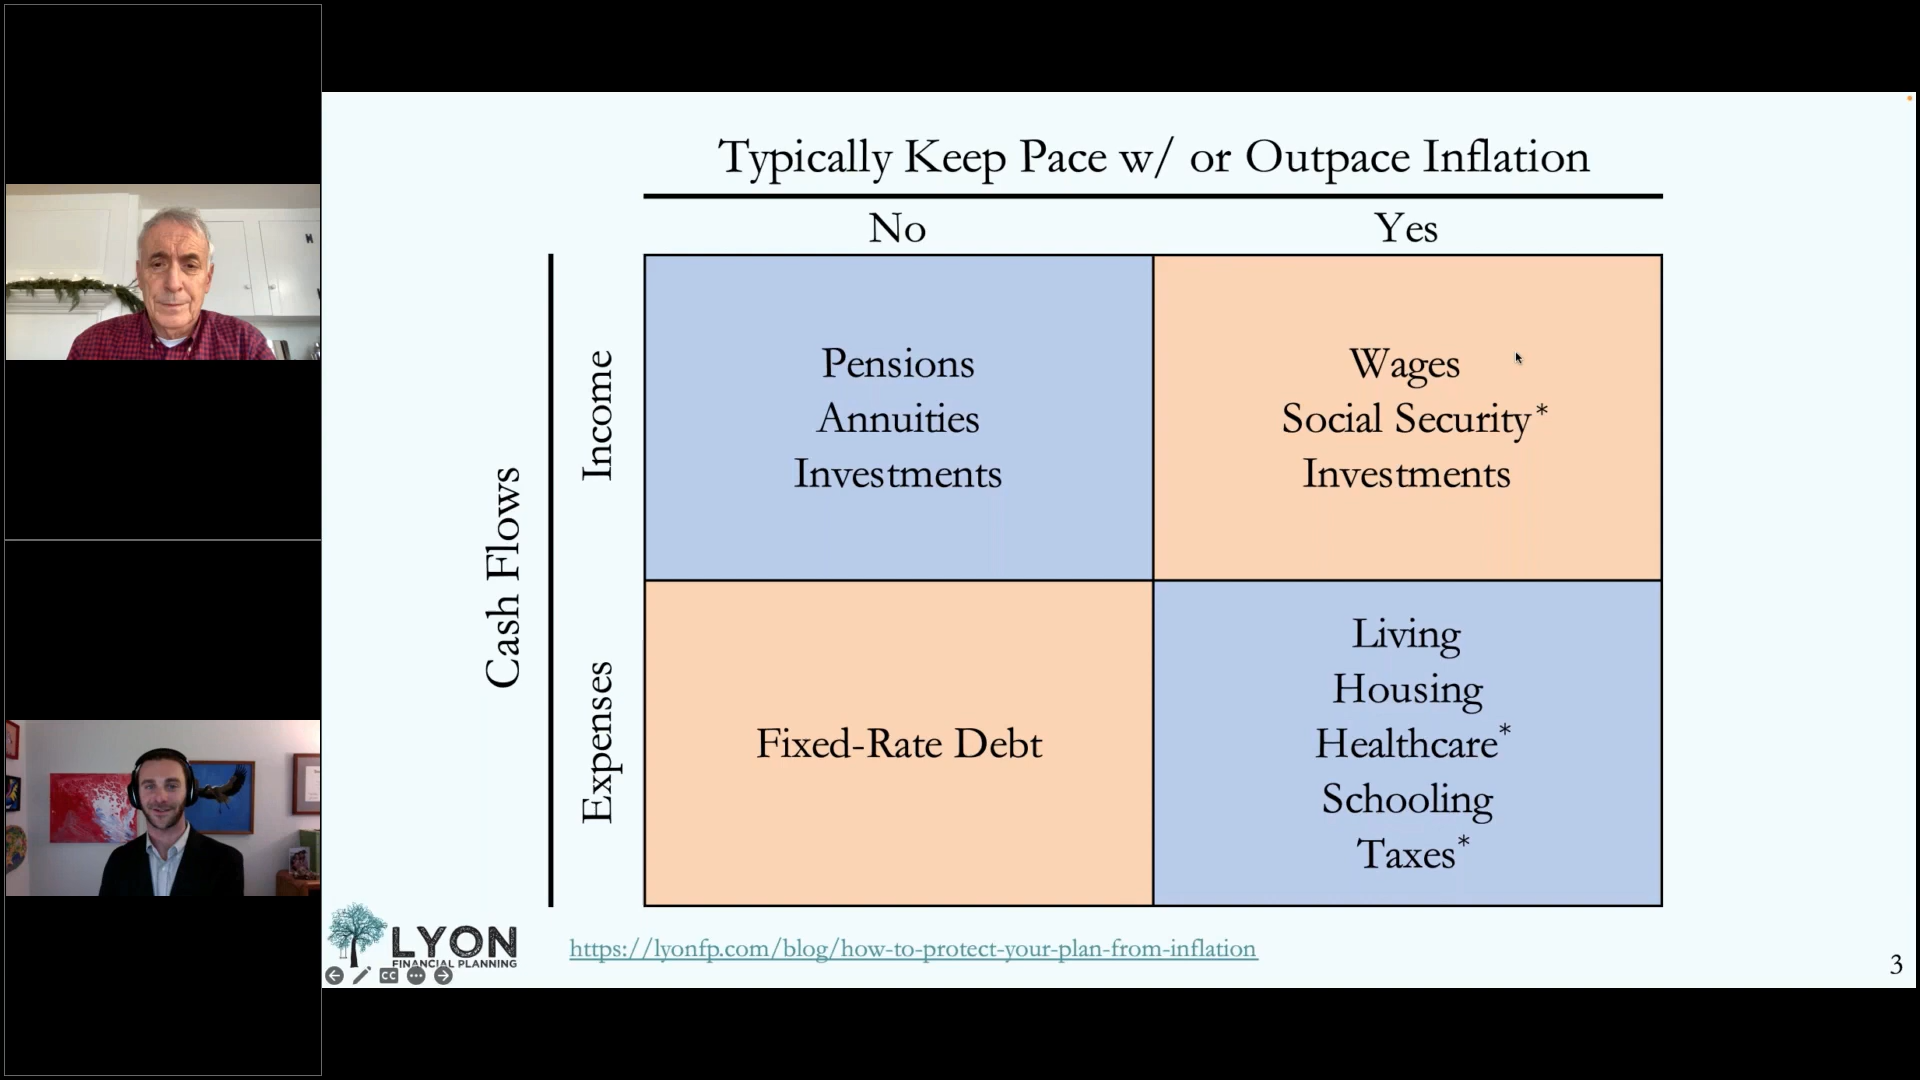 Typically Keep Pace w/ or Outpace Inflation
No
Yes
Cash Flows
Income
Pensions
Annuities
Investments
Wages
Social Security*
Investments
Expenses
Fixed-Rate Debt
Living
Housing
Healthcare*
Schooling
Taxes*
LYON
FINANCIAL PLANNING
CC
https://lyonfp.com/blog/how-to-protect-your-plan-from-inflation
3